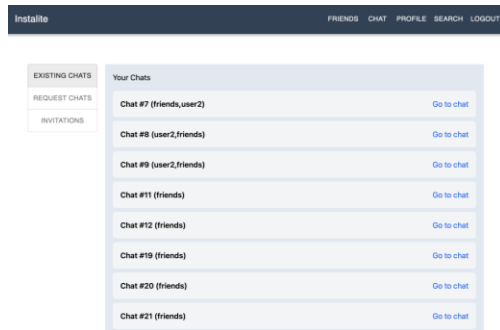 Instalite
FRIENDS CHAT PROFILE SEARCH LOGOUT
EXISTING CHATS
REQUEST CHATS
INVITATIONS
Your Chats
Chat #7 (friends,user2) Go to chat
Chat #8 (user2,friends) Go to chat
Chat #9 (user2,friends) Go to chat
Chat #11 (friends) Go to chat
Chat #12 (friends) Go to chat
Chat #19 (friends) Go to chat
Chat #20 (friends) Go to chat
Chat #21 (friends) Go to chat